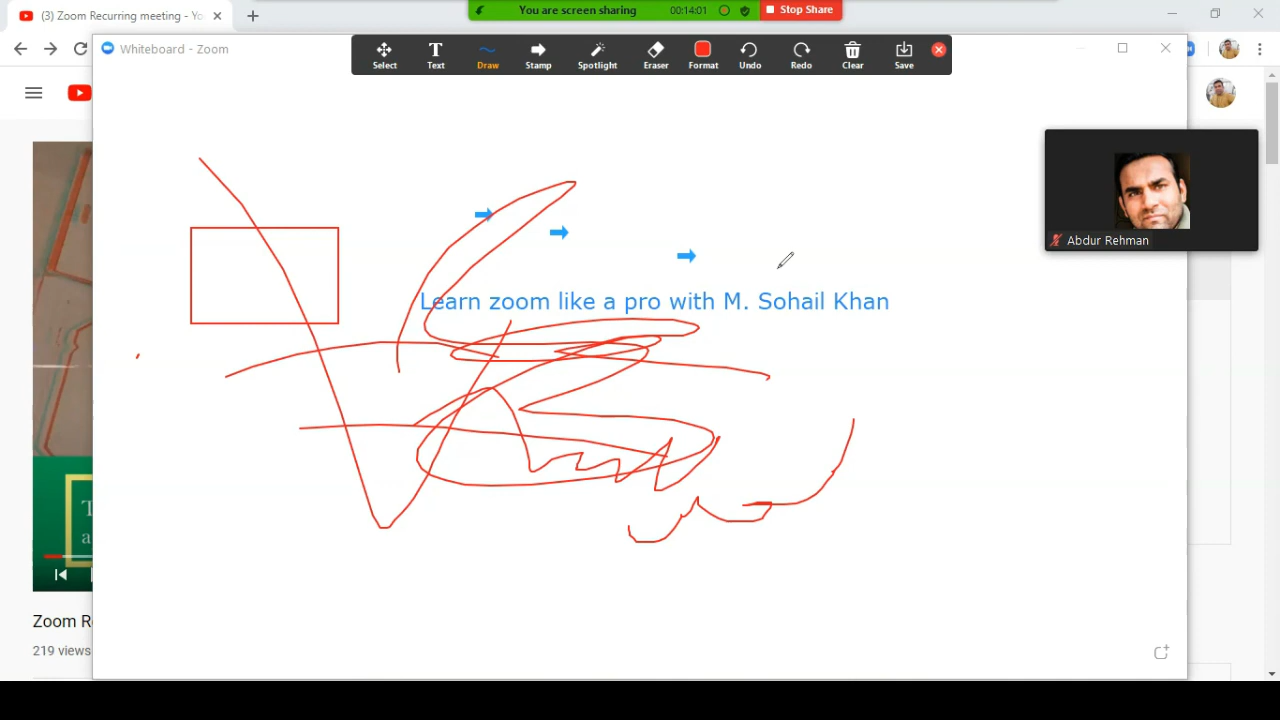 (3) Zoom Recurring meeting - Yo
You are screen sharing
00:14:01
Stop Share
Whiteboard - Zoom
Select
Text
Draw
Stamp
Spotlight
Eraser
Format
Undo
Redo
Clear
Save
Abdur Rehman
Learn zoom like a pro with M. Sohail Khan
T
a
Zoom R
219 views